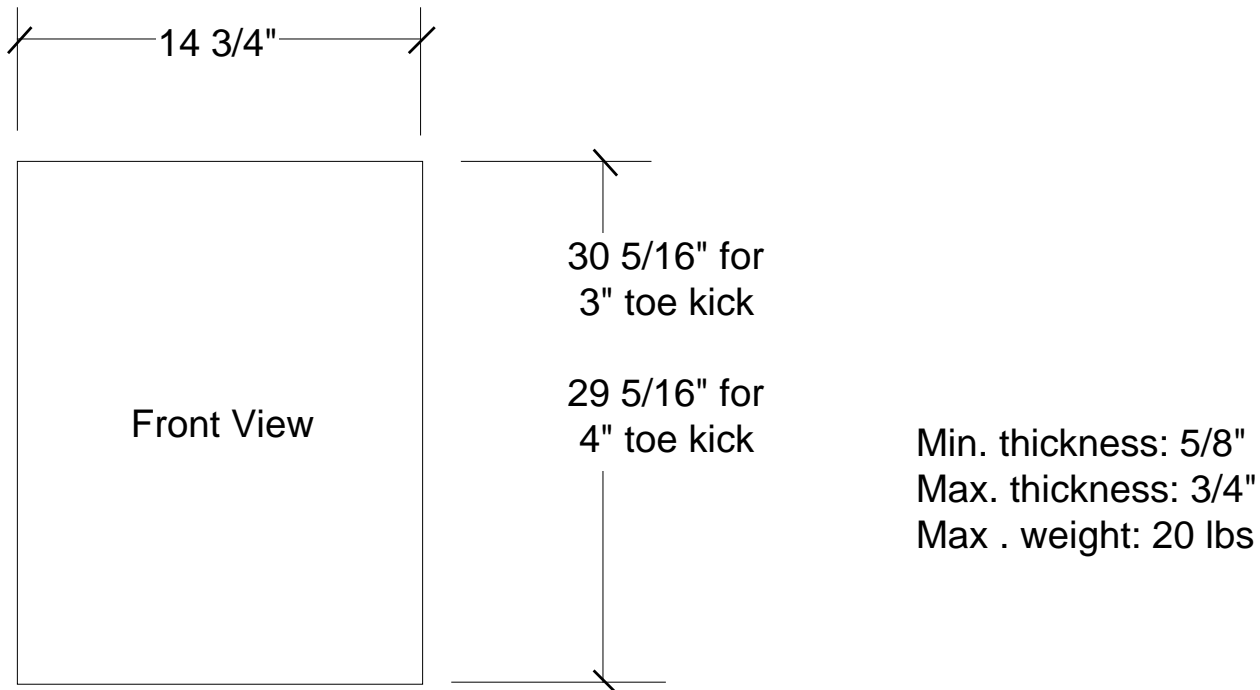 14 3/4"
30 5/16" for
3" toe kick
29 5/16" for
4" toe kick
Front View
Min. thickness: 5/8"
Max. thickness: 3/4"
Max . weight: 20 lbs